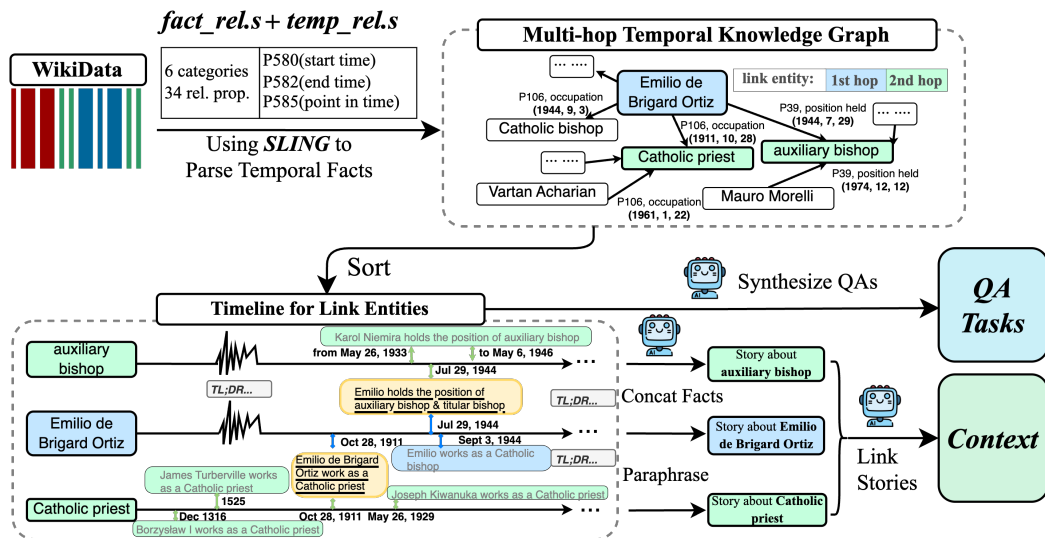 fact_rel.s + temp_rel.s
WikiData
6 categories
34 rel. prop.
P580(start time)
P582(end time)
P585(point in time)
Using SLING to
Parse Temporal Facts
Multi-hop Temporal Knowledge Graph
... ...
Emilio de
Brigard Ortiz
link entity:
1st hop
2nd hop
P106, occupation
(1944, 9, 3)
Catholic bishop
P39, position held
(1944, 7, 29)
... ...
P106, occupation
(1911, 10, 28)
... ...
Catholic priest
auxiliary bishop
Vartan Acharian
P39, position held
(1974, 12, 12)
Mauro Morelli
P106, occupation
(1961, 1, 22)
Sort
AI
Synthesize QAs
QA
Tasks
Timeline for Link Entities
auxiliary
bishop
Karol Niemira holds the position of auxiliary bishop
from May 26, 1933
to May 6, 1946
...
Jul 29, 1944
TL;DR...
Emilio holds the position of
auxiliary bishop & titular bishop
TL;DR...
AI
Concat Facts
Story about
auxiliary bishop
Emilio de
Brigard Ortiz
Jul 29, 1944
Oct 28, 1911
Sept 3, 1944
...
Emilio works as a Catholic
bishop
TL;DR...
Story about Emilio
de Brigard Ortiz
AI
Link
Stories
Context
James Turberville works
as a Catholic priest
1525
Emilio de Brigard
Ortiz work as a
Catholic priest
Joseph Kiwanuka works as a Catholic priest
Paraphrase
Catholic priest
Dec 1316
Oct 28, 1911
May 26, 1929
...
Borzysław I works as a Catholic priest
Story about Catholic
priest